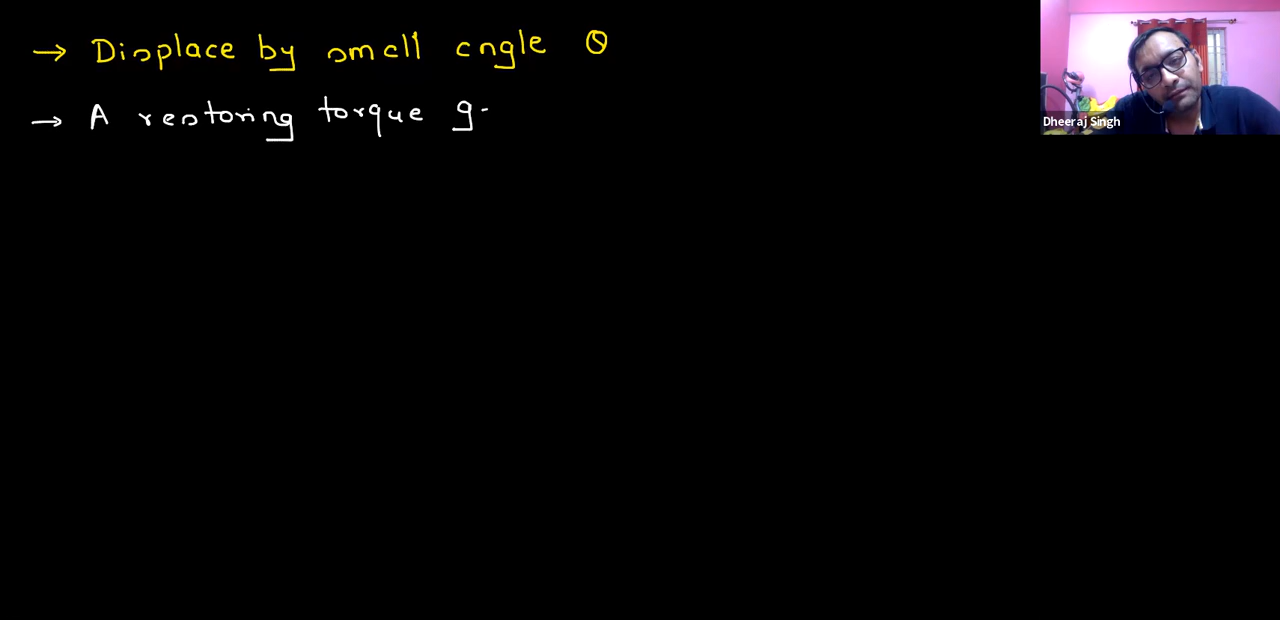 → Displace by small angle θ
→ A restoring torque g
Dheeraj Singh